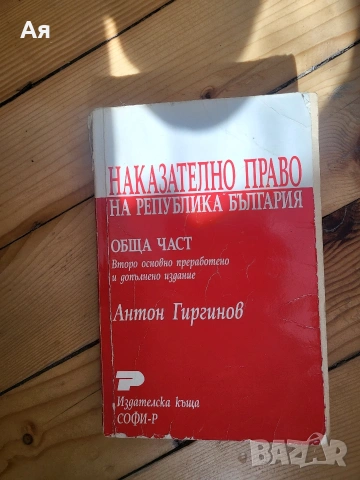 Ая
НАКАЗАТЕЛНО ПРАВО
НА РЕПУБЛИКА БЪЛГАРИЯ
ОБЩА ЧАСТ
Второ основно преработено
и допълнено издание
Антон Гиргинов
Издателска къща
СОФИ-Р
BAZAR